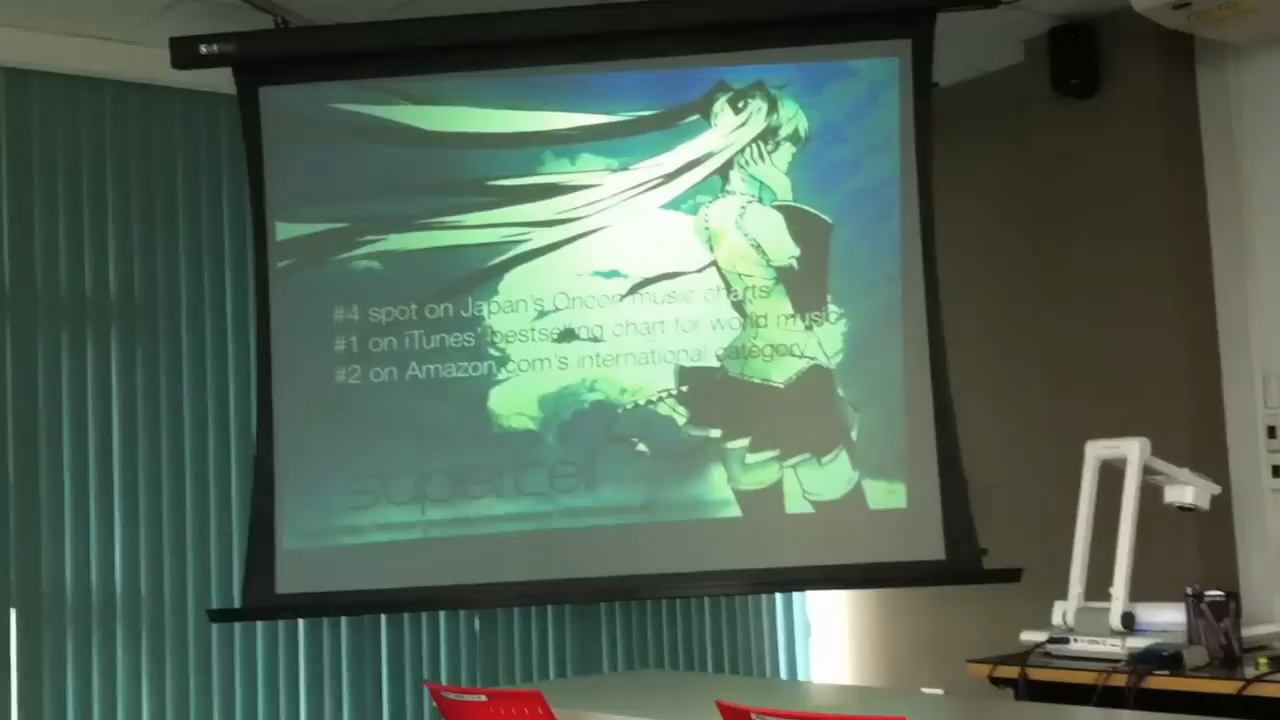 #4 spot on Japan's Oricon music charts
#1 on iTunes' bestselling chart for world music
#2 on Amazon.com's international category
supercell